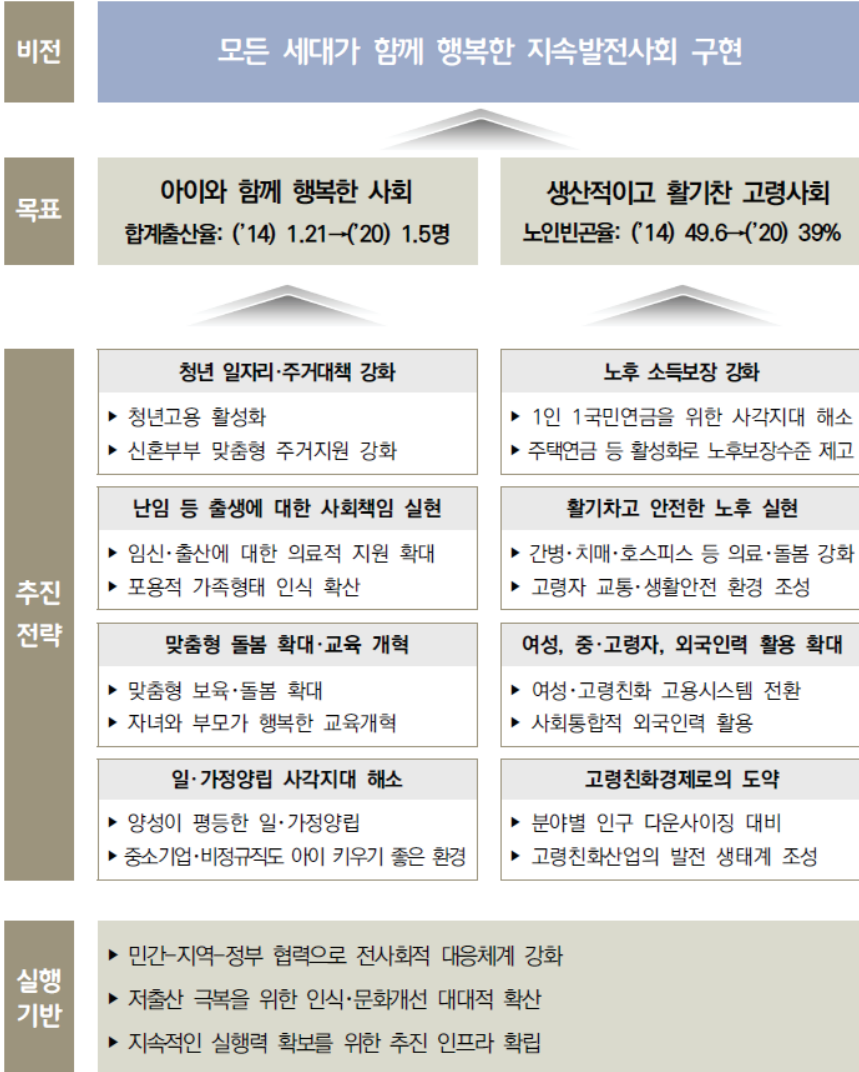 비전
모든 세대가 함께 행복한 지속발전사회 구현
목표
아이와 함께 행복한 사회
합계출산율: ('14) 1.21→('20) 1.5명
생산적이고 활기찬 고령사회
노인빈곤율: ('14) 49.6→('20) 39%
추진
전략
청년 일자리·주거대책 강화
▶ 청년고용 활성화
▶ 신혼부부 맞춤형 주거지원 강화
난임 등 출생에 대한 사회책임 실현
▶ 임신·출산에 대한 의료적 지원 확대
▶ 포용적 가족형태 인식 확산
맞춤형 돌봄 확대·교육 개혁
▶ 맞춤형 보육·돌봄 확대
▶ 자녀와 부모가 행복한 교육개혁
일·가정양립 사각지대 해소
▶ 양성이 평등한 일·가정양립
▶ 중소기업·비정규직도 아이 키우기 좋은 환경
노후 소득보장 강화
▶ 1인 1국민연금을 위한 사각지대 해소
▶ 주택연금 등 활성화로 노후보장수준 제고
활기차고 안전한 노후 실현
▶ 간병·치매·호스피스 등 의료·돌봄 강화
▶ 고령자 교통·생활안전 환경 조성
여성, 중·고령자, 외국인력 활용 확대
▶ 여성·고령친화 고용시스템 전환
▶ 사회통합적 외국인력 활용
고령친화경제로의 도약
▶ 분야별 인구 다운사이징 대비
▶ 고령친화산업의 발전 생태계 조성
실행
기반
▶ 민간-지역-정부 협력으로 전사회적 대응체계 강화
▶ 저출산 극복을 위한 인식·문화개선 대대적 확산
▶ 지속적인 실행력 확보를 위한 추진 인프라 확립